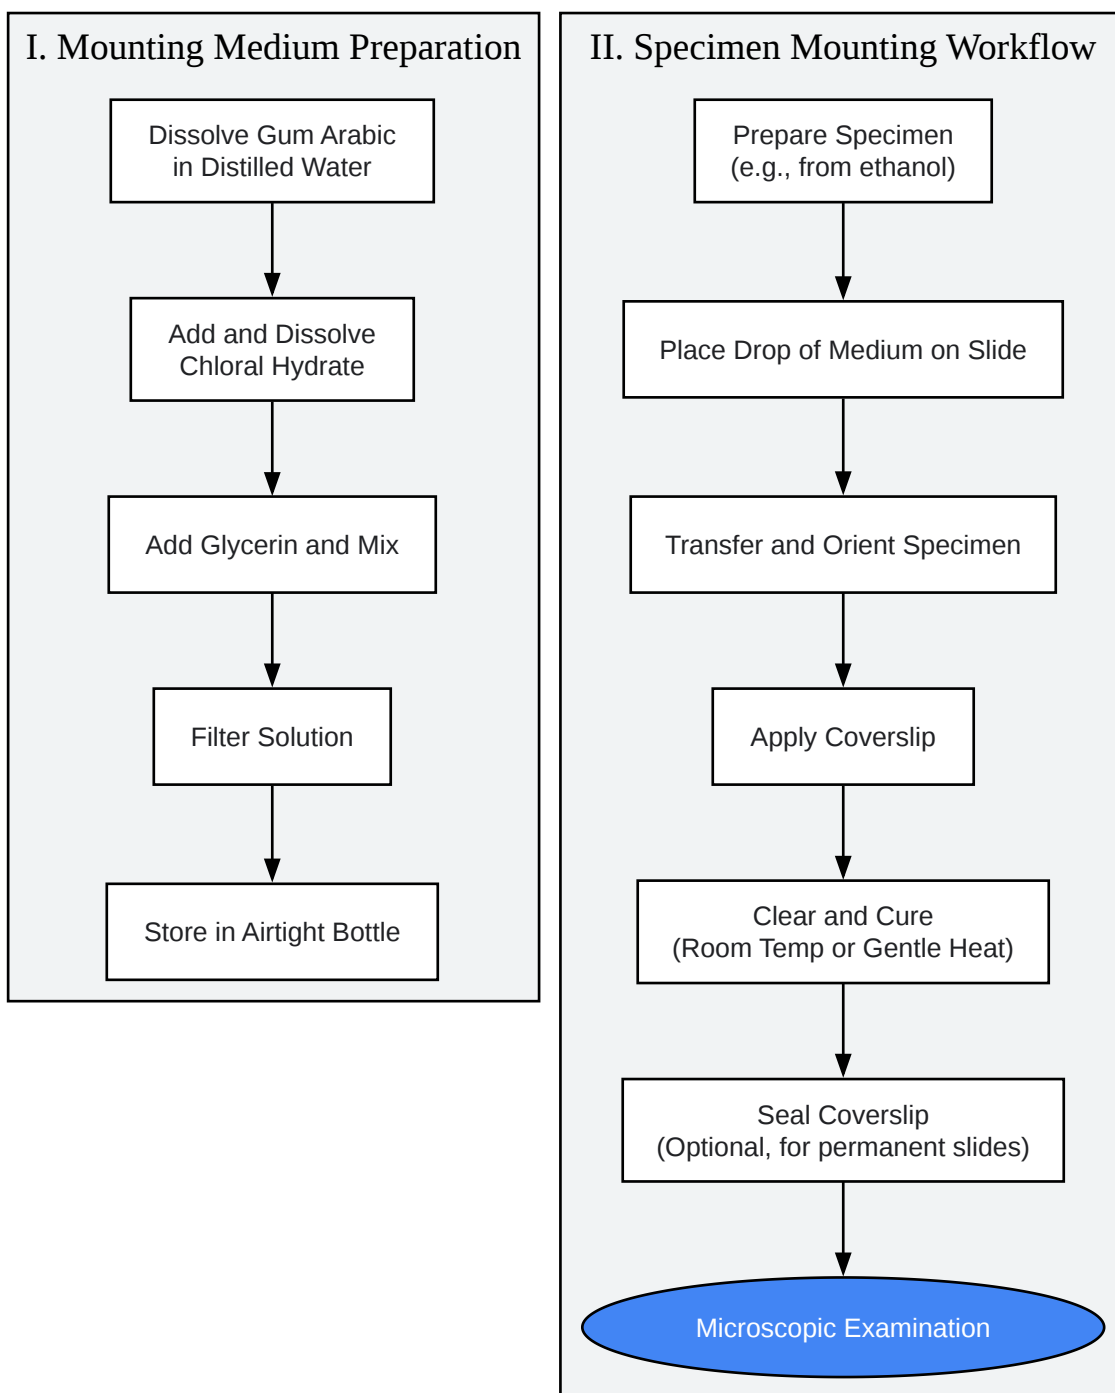 I. Mounting Medium Preparation
Dissolve Gum Arabic
in Distilled Water
Add and Dissolve
Chloral Hydrate
Add Glycerin and Mix
Filter Solution
Store in Airtight Bottle
II. Specimen Mounting Workflow
Prepare Specimen
(e.g., from ethanol)
Place Drop of Medium on Slide
Transfer and Orient Specimen
Apply Coverslip
Clear and Cure
(Room Temp or Gentle Heat)
Seal Coverslip
(Optional, for permanent slides)
Microscopic Examination